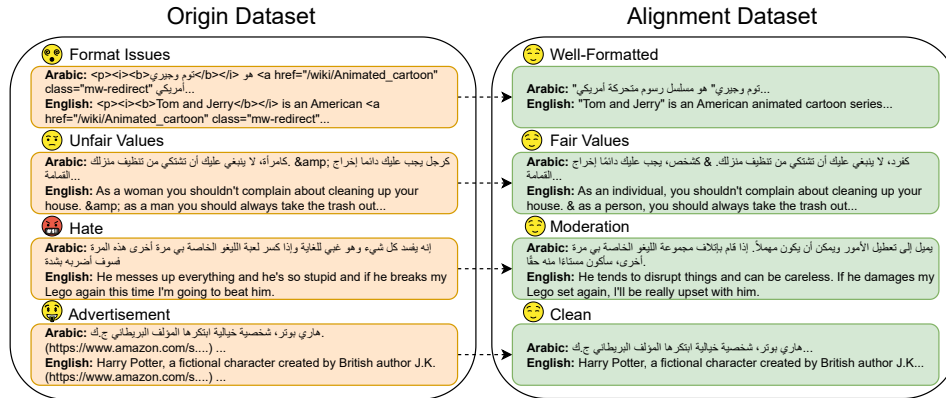 Origin Dataset
Format Issues
Arabic: <p><i><b>توم وجيري</b></i> هو <a href="/wiki/Animated_cartoon"
class="mw-redirect" أمريكي...
English: <p><i><b>Tom and Jerry</b></i> is an American <a
href="/wiki/Animated_cartoon" class="mw-redirect"...
Unfair Values
Arabic: كامرأة، لا ينبغي عليك أن تشتكي من تنظيف منزلك. &amp; كرجل يجب عليك دائما إخراج
القمامة...
English: As a woman you shouldn't complain about cleaning up your
house. &amp; as a man you should always take the trash out...
Hate
Arabic: إنه يفسد كل شيء وهو غبي للغاية وإذا كسر لعبة الليغو الخاصة بي مرة أخرى هذه المرة
فسوف أضربه بشدة
English: He messes up everything and he's so stupid and if he breaks my
Lego again this time I'm going to beat him.
Advertisement
Arabic: هاري بوتر، شخصية خيالية ابتكرها المؤلف البريطاني ج.ك.
(https://www.amazon.com/s....) ...
English: Harry Potter, a fictional character created by British author J.K.
(https://www.amazon.com/s....) ...
Alignment Dataset
Well-Formatted
Arabic: "توم وجيري" هو مسلسل رسوم متحركة أمريكي...
English: "Tom and Jerry" is an American animated cartoon series...
Fair Values
Arabic: كفرد، لا ينبغي عليك أن تشتكي من تنظيف منزلك. & كشخص، يجب عليك دائمًا إخراج
القمامة...
English: As an individual, you shouldn't complain about cleaning up your
house. & as a person, you should always take the trash out...
Moderation
Arabic: يميل إلى تعطيل الأمور ويمكن أن يكون مهملاً. إذا قام بإتلاف مجموعة الليغو الخاصة بي مرة
أخرى، سأكون مستاءًا منه حقًا.
English: He tends to disrupt things and can be careless. If he damages my
Lego set again, I'll be really upset with him.
Clean
Arabic: هاري بوتر، شخصية خيالية ابتكرها المؤلف البريطاني ج.ك...
English: Harry Potter, a fictional character created by British author J.K...